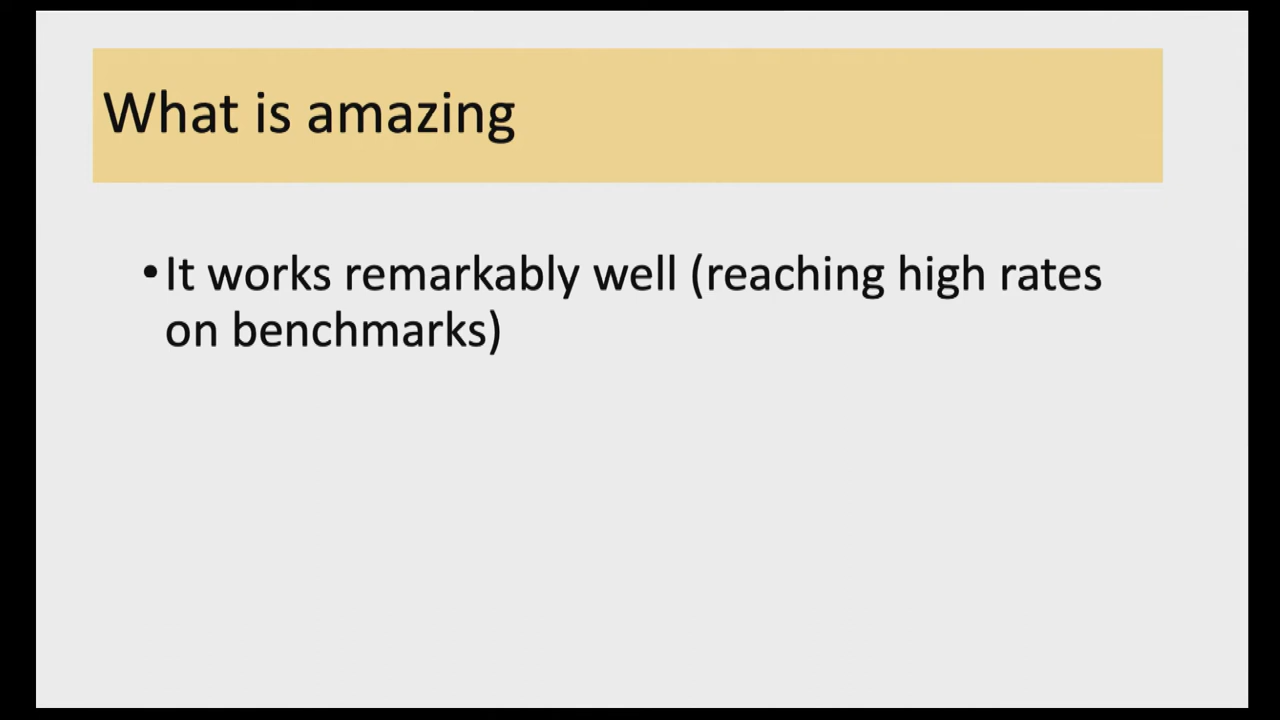 What is amazing
•It works remarkably well (reaching high rates
on benchmarks)